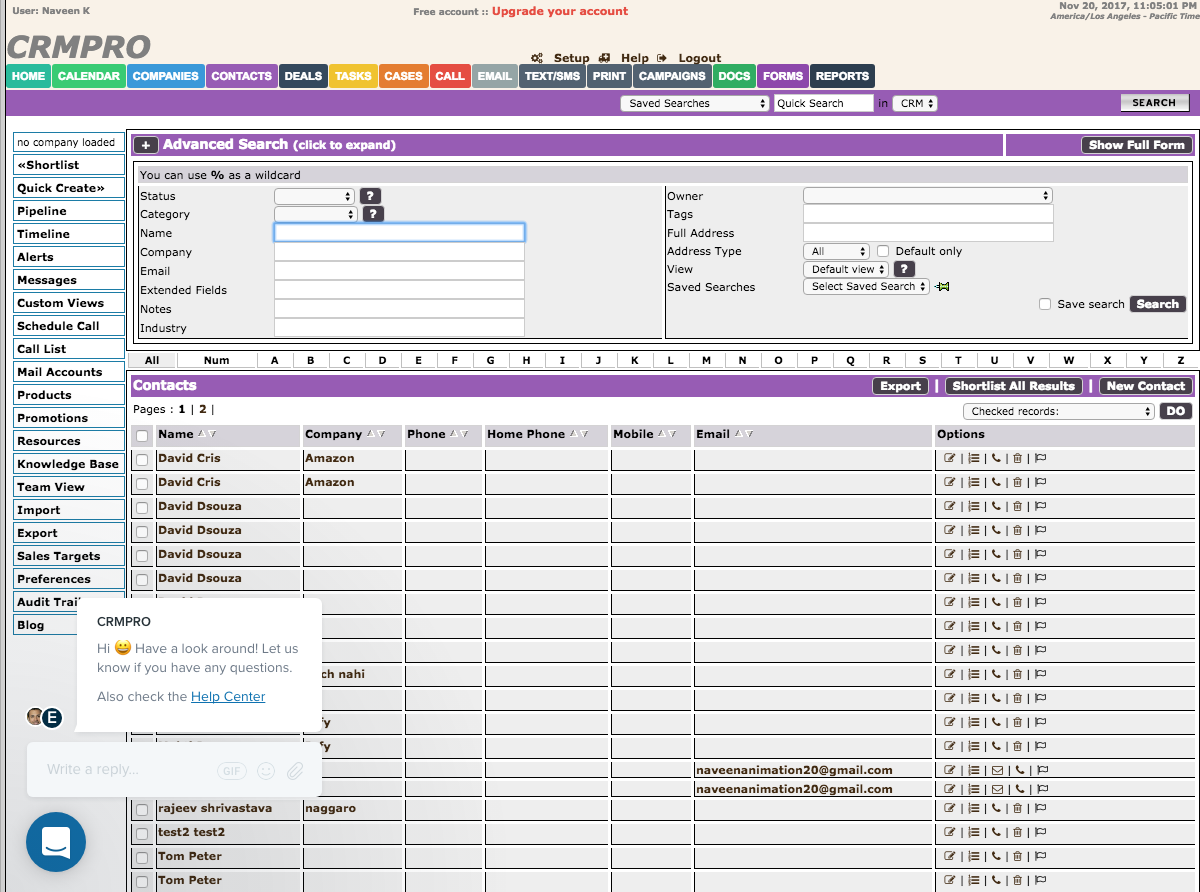 User: Naveen K
Free account :: Upgrade your account
Nov 20, 2017, 11:05:01 PM
America/Los Angeles - Pacific Time
CRMPRO
Setup Help Logout
HOME CALENDAR COMPANIES CONTACTS DEALS TASKS CASES CALL EMAIL TEXT/SMS PRINT CAMPAIGNS DOCS FORMS REPORTS
Saved Searches Quick Search in CRM SEARCH
no company loaded
«Shortlist
Quick Create»
Pipeline
Timeline
Alerts
Messages
Custom Views
Schedule Call
Call List
Mail Accounts
Products
Promotions
Resources
Knowledge Base
Team View
Import
Export
Sales Targets
Preferences
Audit Trai
Blog
+ Advanced Search (click to expand) Show Full Form
You can use % as a wildcard
Status ?
Category ?
Name
Company
Email
Extended Fields
Notes
Industry
Owner
Tags
Full Address
Address Type All Default only
View Default view ?
Saved Searches Select Saved Search
Save search Search
All Num A B C D E F G H I J K L M N O P Q R S T U V W X Y Z
Contacts Export | Shortlist All Results | New Contact
Pages : 1 | 2 |
Checked records: DO
Name Company Phone Home Phone Mobile Email Options
David Cris Amazon
David Cris Amazon
David Dsouza
David Dsouza
David Dsouza
David Dsouza
ch nahi
fy
fy
naveenanimation20@gmail.com
naveenanimation20@gmail.com
rajeev shrivastava naggaro
test2 test2
Tom Peter
Tom Peter
CRMPRO
Hi 😀 Have a look around! Let us
know if you have any questions.
Also check the Help Center
E
Write a reply...
GIF